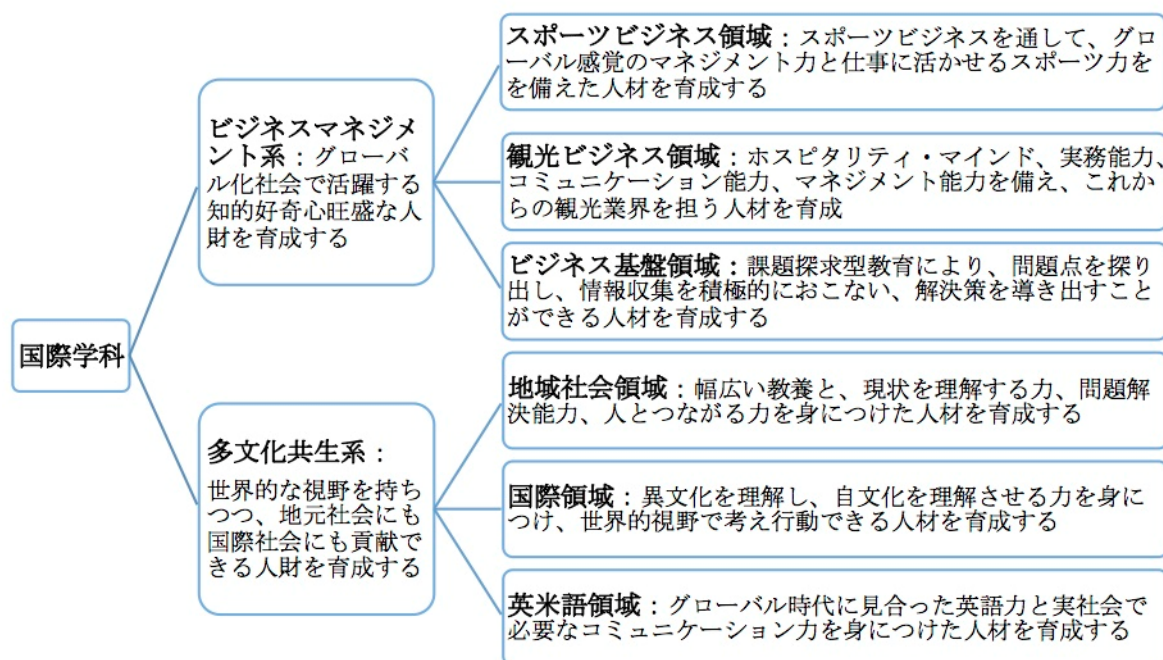 国際学科
ビジネスマネジメ
ント系：グローバ
ル化社会で活躍する
知的好奇心旺盛な人
財を育成する
スポーツビジネス領域：スポーツビジネスを通して、グロ
ーバル感覚のマネジメント力と仕事に活かせるスポーツ力を
を備えた人材を育成する
観光ビジネス領域：ホスピタリティ・マインド、実務能力、
コミュニケーション能力、マネジメント能力を備え、これか
らの観光業界を担う人材を育成
ビジネス基盤領域：課題探求型教育により、問題点を探り
出し、情報収集を積極的におこない、解決策を導き出すこと
ができる人材を育成する
多文化共生系：
世界的な視野を持ち
つつ、地元社会にも
国際社会にも貢献で
きる人財を育成する
地域社会領域：幅広い教養と、現状を理解する力、問題解
決能力、人とつながる力を身につけた人材を育成する
国際領域：異文化を理解し、自文化を理解させる力を身に
つけ、世界的視野で考え行動できる人材を育成する
英米語領域：グローバル時代に見合った英語力と実社会で
必要なコミュニケーション力を身につけた人材を育成する